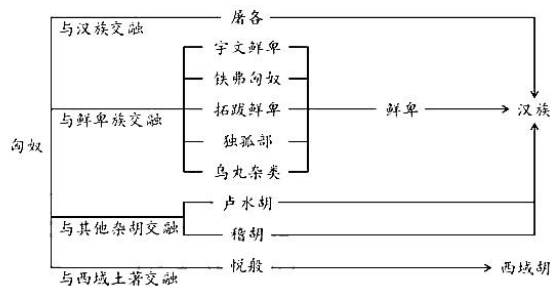 屠各
与汉族交融
宇文鲜卑
铁弗匈奴
拓跋鲜卑
鲜卑
汉族
与鲜卑族交融
匈奴
独孤部
乌丸杂类
卢水胡
与其他杂胡交融
稽胡
悦般
西域胡
与西域土著交融